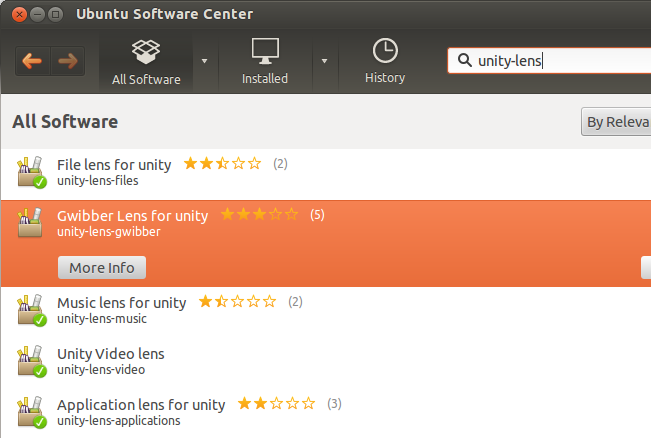 Ubuntu Software Center
All Software
Installed
History
unity-lens
All Software
By Releva
File lens for unity (2)
unity-lens-files
Gwibber Lens for unity (5)
unity-lens-gwibber
More Info
Music lens for unity (2)
unity-lens-music
Unity Video lens
unity-lens-video
Application lens for unity (3)
unity-lens-applications